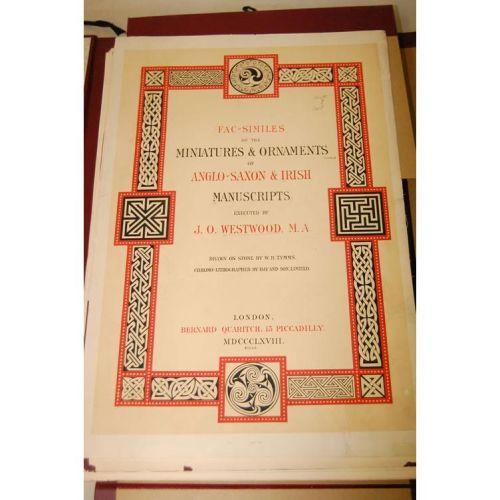 FAC-SIMILES
OF THE
MINIATURES & ORNAMENTS
OF
ANGLO-SAXON & IRISH
MANUSCRIPTS
EXECUTED BY
J. O. WESTWOOD, M.A
DRAWN ON STONE BY W. R. TYMMS.
CHROMO-LITHOGRAPHED BY DAY AND SON, LIMITED.
LONDON,
BERNARD QUARITCH, 15 PICCADILLY.
MDCCCLXVIII.